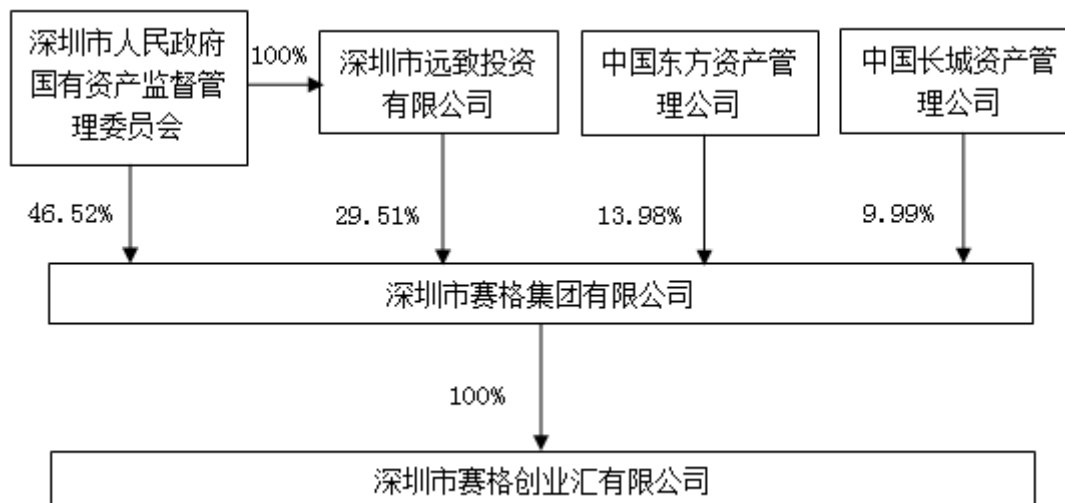 深圳市人民政府
国有资产监督管
理委员会
100%
深圳市远致投资
有限公司
中国东方资产管
理公司
中国长城资产管
理公司
46.52%
29.51%
13.98%
9.99%
深圳市赛格集团有限公司
100%
深圳市赛格创业汇有限公司